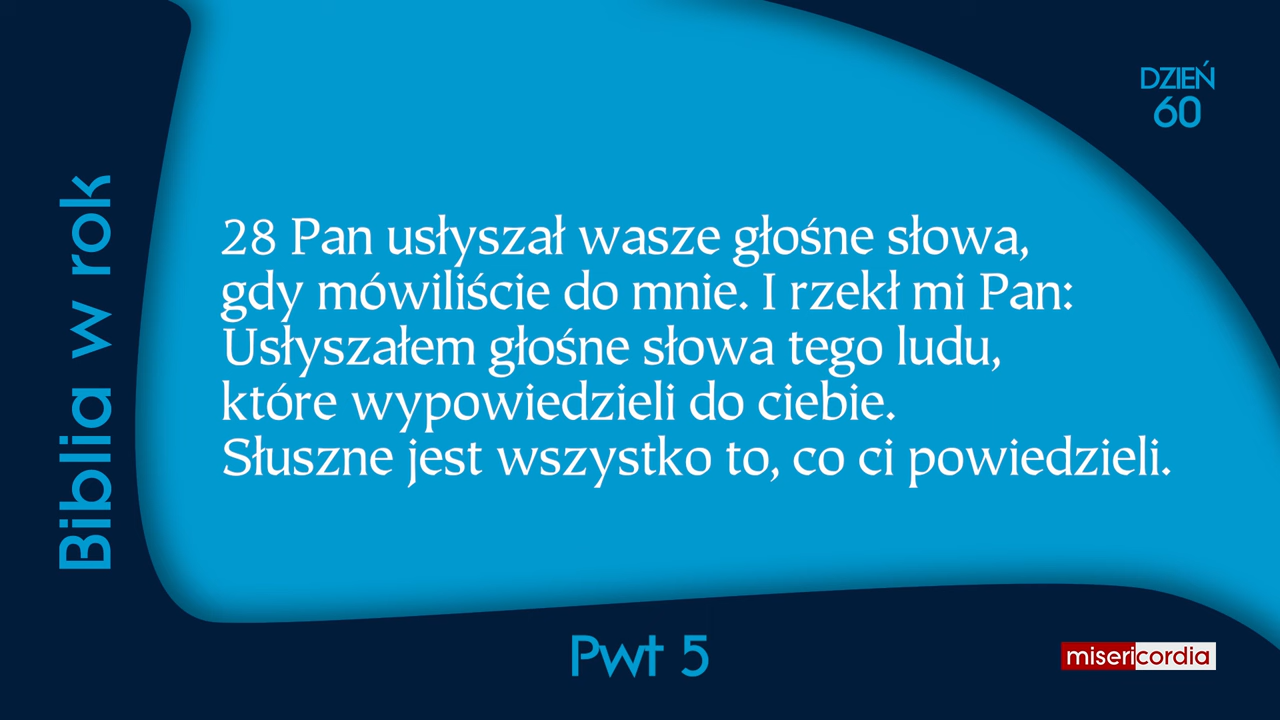 Biblia w rok
DZIEŃ
60
28 Pan usłyszał wasze głośne słowa,
gdy mówiliście do mnie. I rzekł mi Pan:
Usłyszałem głośne słowa tego ludu,
które wypowiedzieli do ciebie.
Słuszne jest wszystko to, co ci powiedzieli.
Pwt 5
misericordia